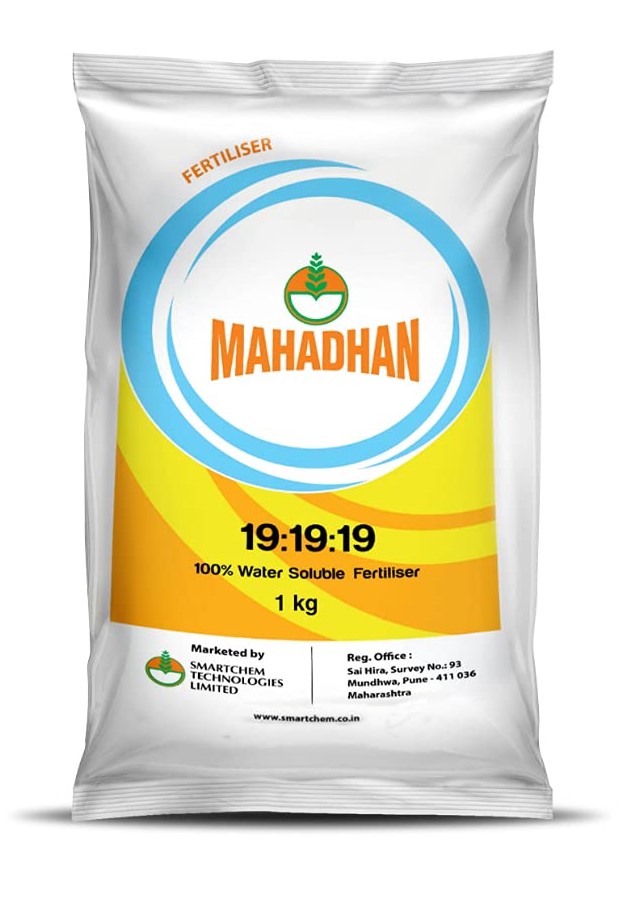 FERTILISER
MAHADHAN
19:19:19
100% Water Soluble Fertiliser
1 kg
Marketed by
SMARTCHEM
TECHNOLOGIES
LIMITED
Reg. Office :
Sai Hira, Survey No.: 93
Mundhwa, Pune - 411 036
Maharashtra
www.smartchem.co.in